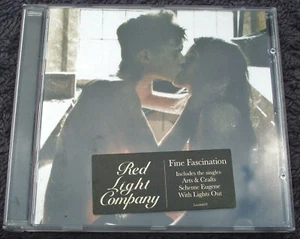 Red
Light
Company
Fine Fascination
Includes the singles
Arts & Crafts
Scheme Eugene
With Lights Out